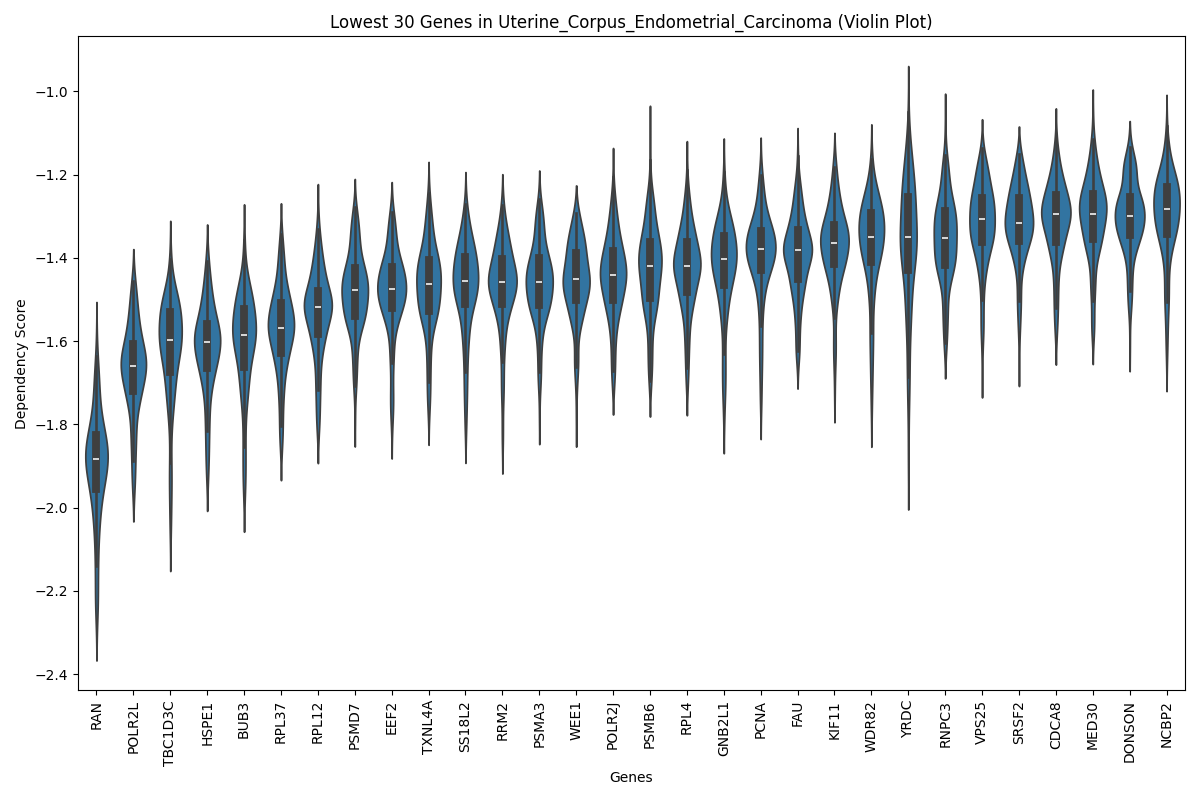 Lowest 30 Genes in Uterine_Corpus_Endometrial_Carcinoma (Violin Plot)
Dependency Score
−1.0
−1.2
−1.4
−1.6
−1.8
−2.0
−2.2
−2.4
RAN
POLR2L
TBC1D3C
HSPE1
BUB3
RPL37
RPL12
PSMD7
EEF2
TXNL4A
SS18L2
RRM2
PSMA3
WEE1
POLR2J
PSMB6
RPL4
GNB2L1
PCNA
FAU
KIF11
WDR82
YRDC
RNPC3
VPS25
SRSF2
CDCA8
MED30
DONSON
NCBP2
Genes